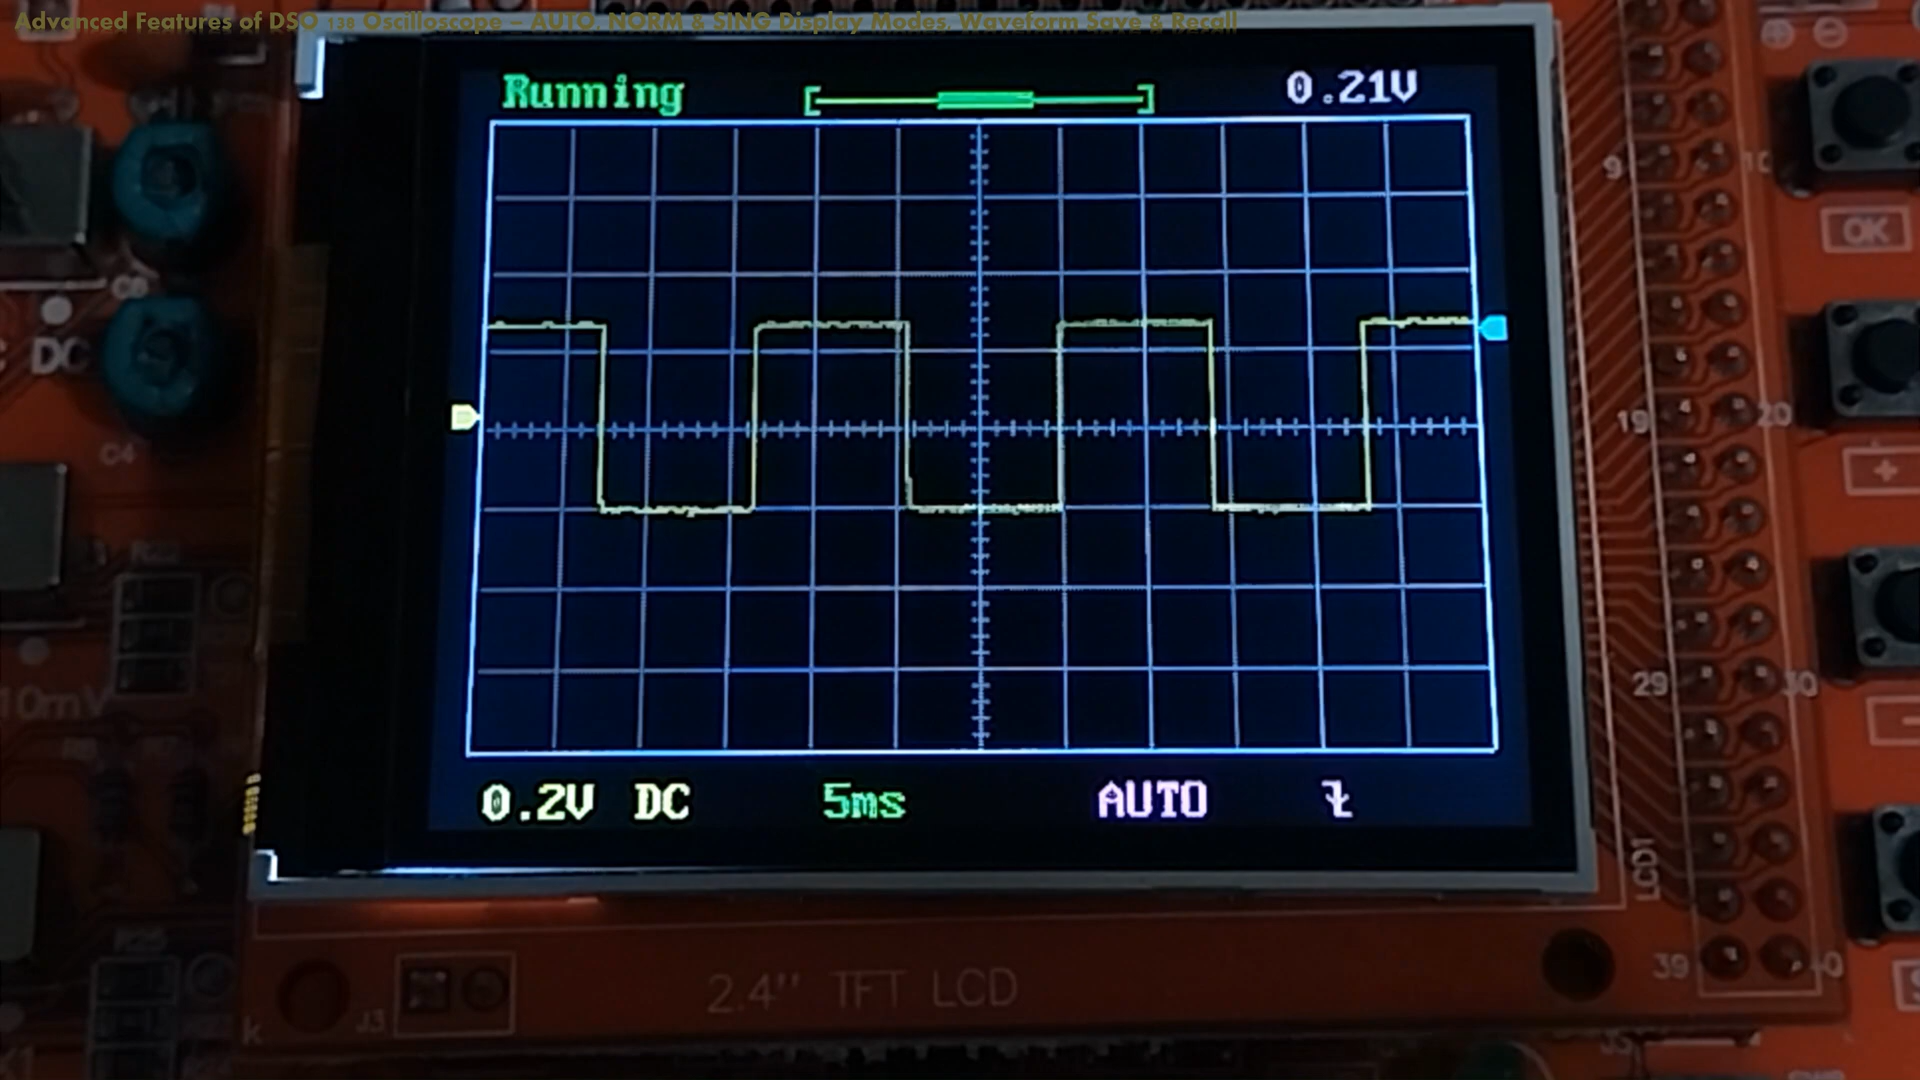 Advanced Features of DSO 138 Oscilloscope – AUTO, NORM & SING Display Modes, Waveform Save & Recall
Running
0.21V
9
10
OK
C8
DC
C4
19
20
+
10mV
29
30
-
0.2V DC
5ms
AUTO
LCD1
39
40
2.4" TFT LCD
J3